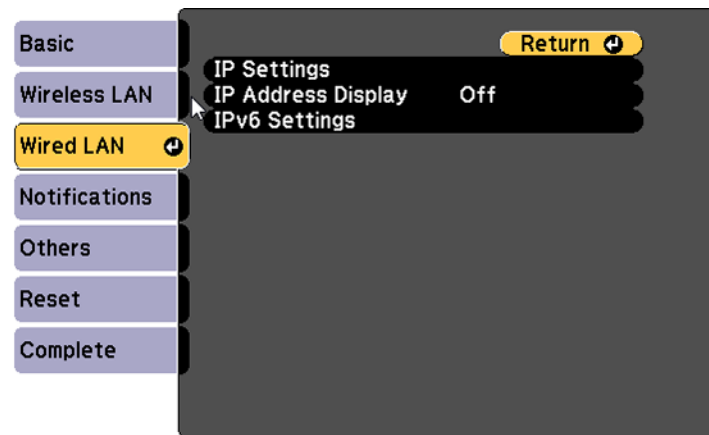 Basic
Wireless LAN
Wired LAN
Notifications
Others
Reset
Complete
Return
IP Settings
IP Address Display Off
IPv6 Settings